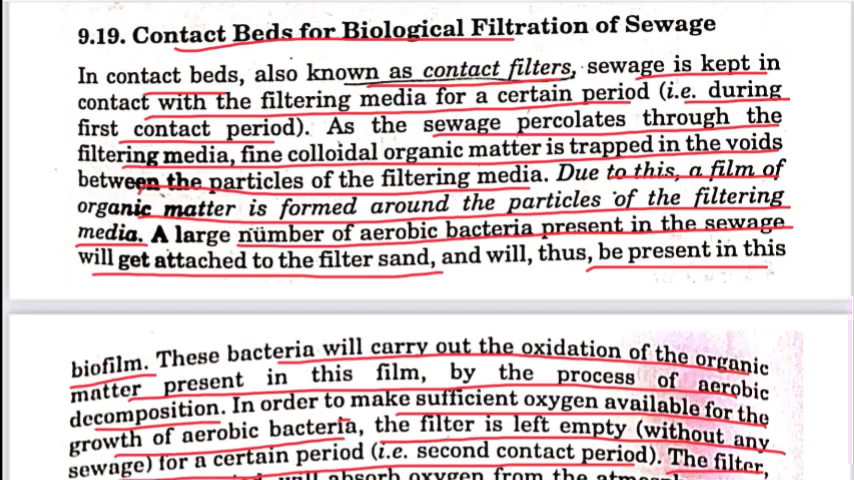 9.19. Contact Beds for Biological Filtration of Sewage
In contact beds, also known as contact filters, sewage is kept in
contact with the filtering media for a certain period (i.e. during
first contact period). As the sewage percolates through the
filtering media, fine colloidal organic matter is trapped in the voids
between the particles of the filtering media. Due to this, a film of
organic matter is formed around the particles of the filtering
media. A large number of aerobic bacteria present in the sewage
will get attached to the filter sand, and will, thus, be present in this
biofilm. These bacteria will carry out the oxidation of the organic
matter present in this film, by the process of aerobic
decomposition. In order to make sufficient oxygen available for the
growth of aerobic bacteria, the filter is left empty (without any
sewage) for a certain period (i.e. second contact period). The filter,
absorb oxygen from the